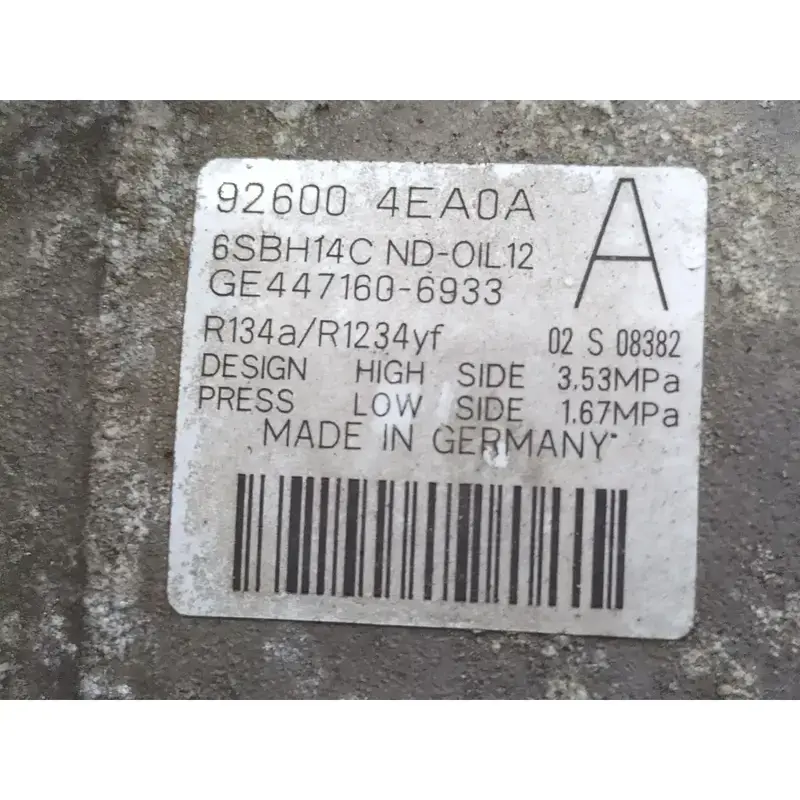 92600 4EA0A
A
6SBH14C ND-OIL12
GE447160-6933
R134a/R1234yf 02 S 08382
DESIGN HIGH SIDE 3.53MPa
PRESS LOW SIDE 1.67MPa
MADE IN GERMANY